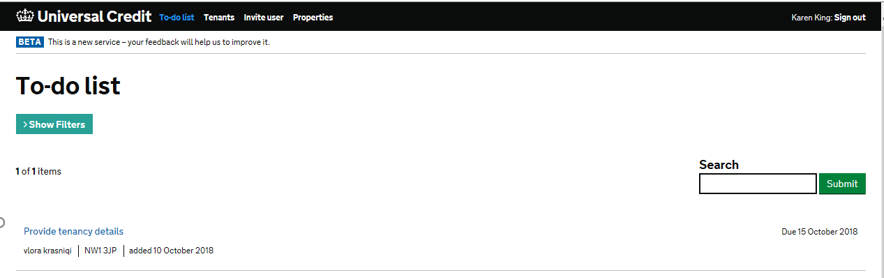 Universal Credit To-do list Tenants Invite user Properties Karen King: Sign out
BETA This is a new service – your feedback will help us to improve it.
To-do list
> Show Filters
Search
1 of 1 items
Submit
Provide tenancy details Due 15 October 2018
vlora krasniqi | NW1 3JP | added 10 October 2018